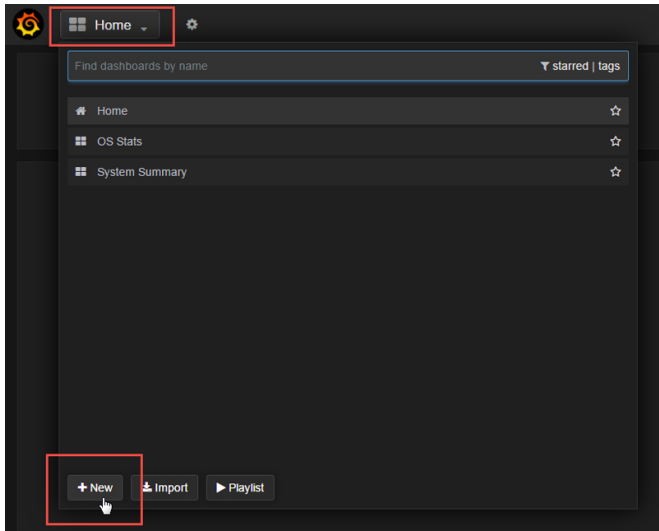 Home
Find dashboards by name starred | tags
Home
OS Stats
System Summary
New Import Playlist